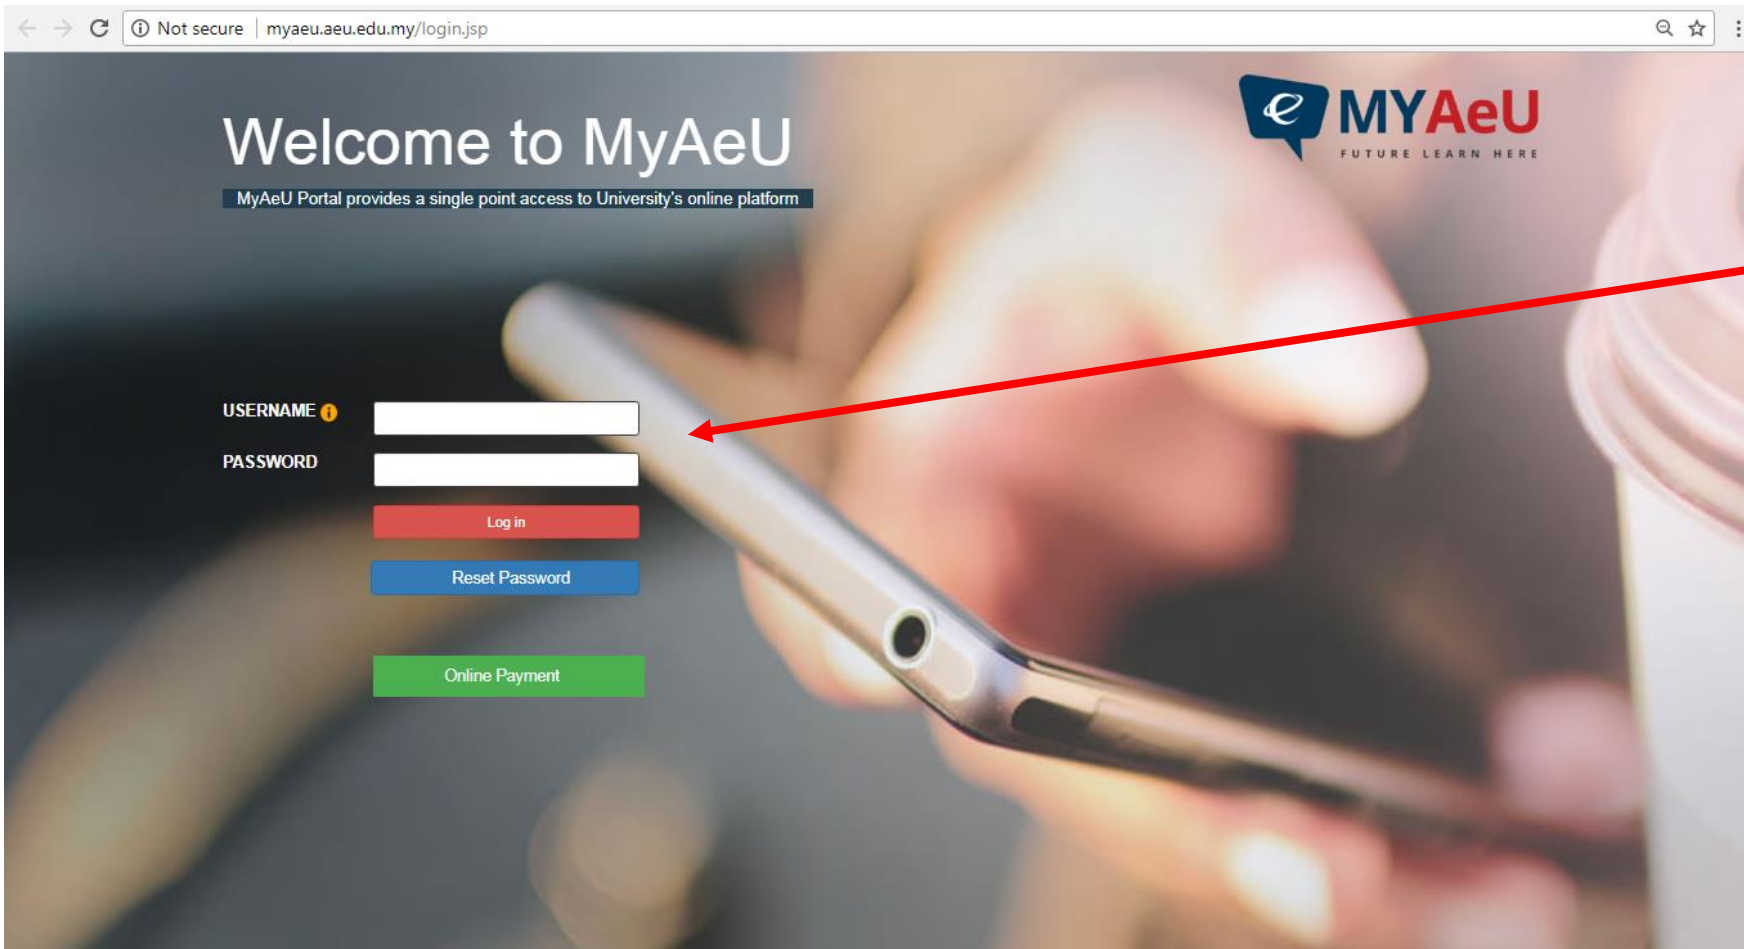 Not secure myaeu.aeu.edu.my/login.jsp
MYAeU
FUTURE LEARN HERE
Welcome to MyAeU
MyAeU Portal provides a single point access to University's online platform
USERNAME
PASSWORD
Log in
Reset Password
Online Payment